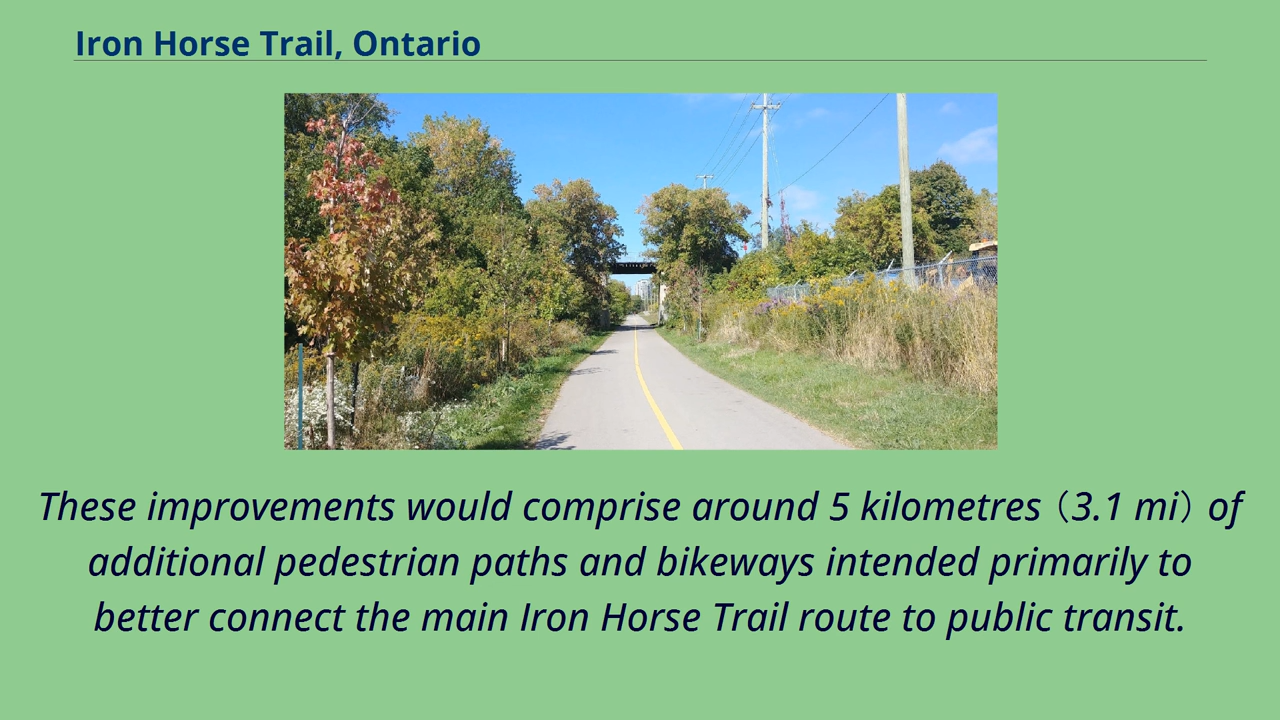 Iron Horse Trail, Ontario
These improvements would comprise around 5 kilometres (3.1 mi) of
additional pedestrian paths and bikeways intended primarily to
better connect the main Iron Horse Trail route to public transit.